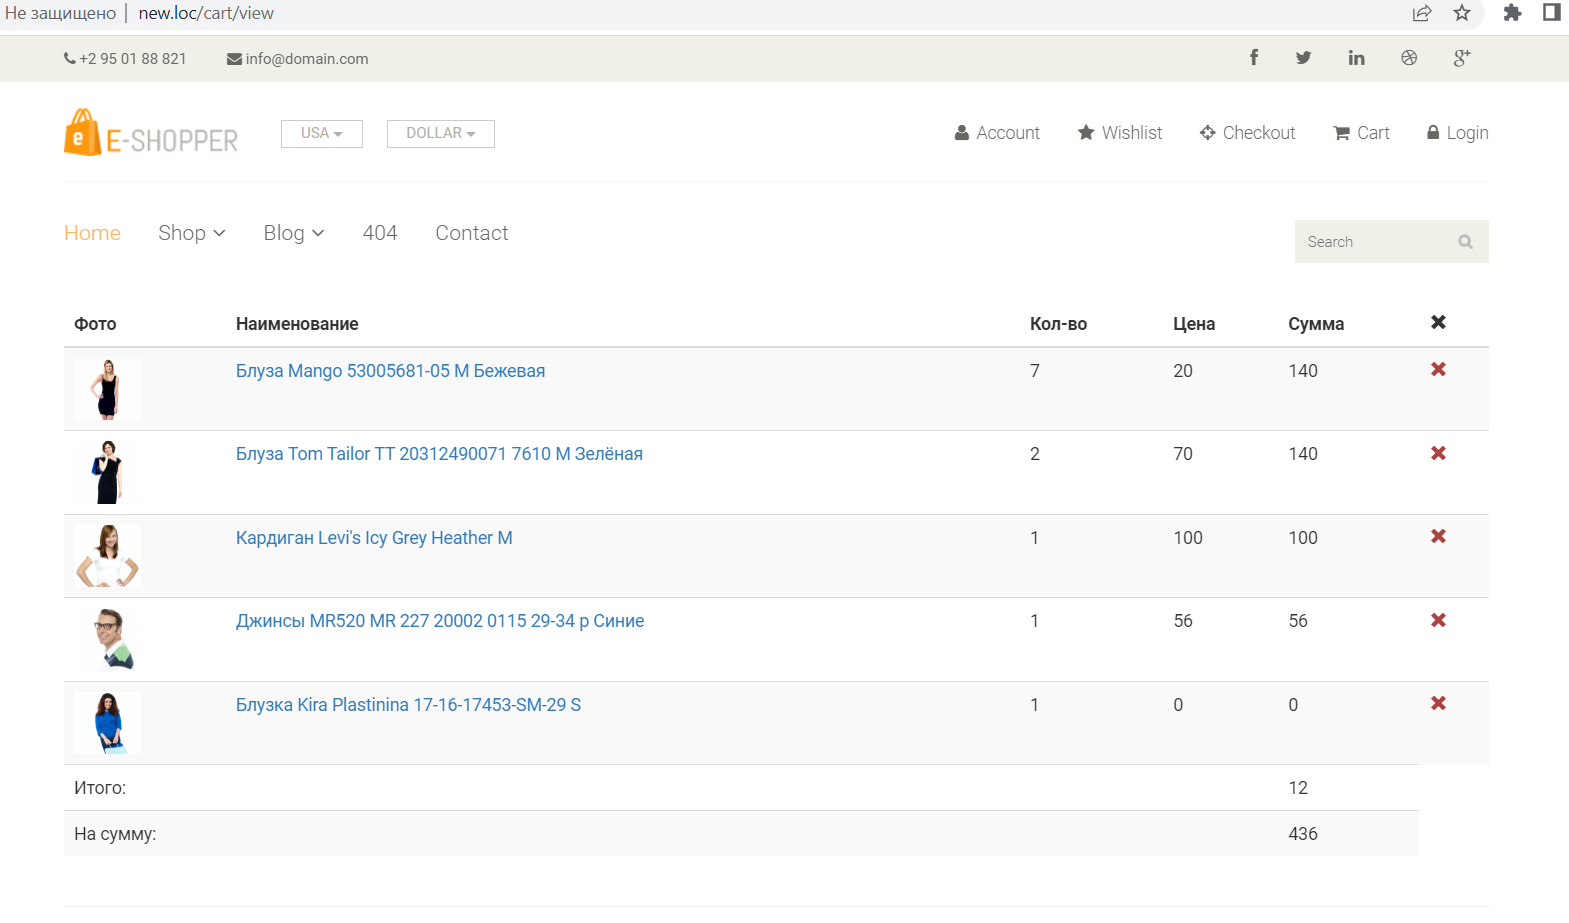 Не защищено | new.loc/cart/view
+2 95 01 88 821 info@domain.com
e E-SHOPPER USA DOLLAR Account Wishlist Checkout Cart Login
Home Shop Blog 404 Contact
Search
Фото Наименование Кол-во Цена Сумма
Блуза Mango 53005681-05 M Бежевая 7 20 140
Блуза Tom Tailor TT 20312490071 7610 M Зелёная 2 70 140
Кардиган Levi's Icy Grey Heather M 1 100 100
Джинсы MR520 MR 227 20002 0115 29-34 р Синие 1 56 56
Блузка Kira Plastinina 17-16-17453-SM-29 S 1 0 0
Итого: 12
На сумму: 436